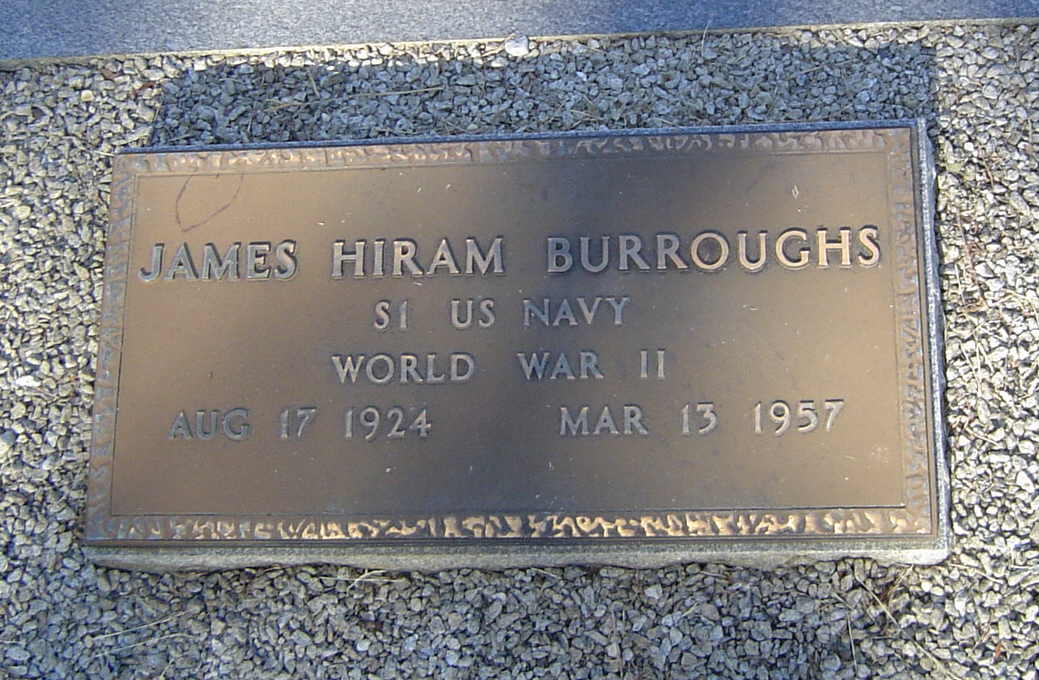 JAMES HIRAM BURROUGHS
S1 US NAVY
WORLD WAR II
AUG 17 1924 MAR 13 1957